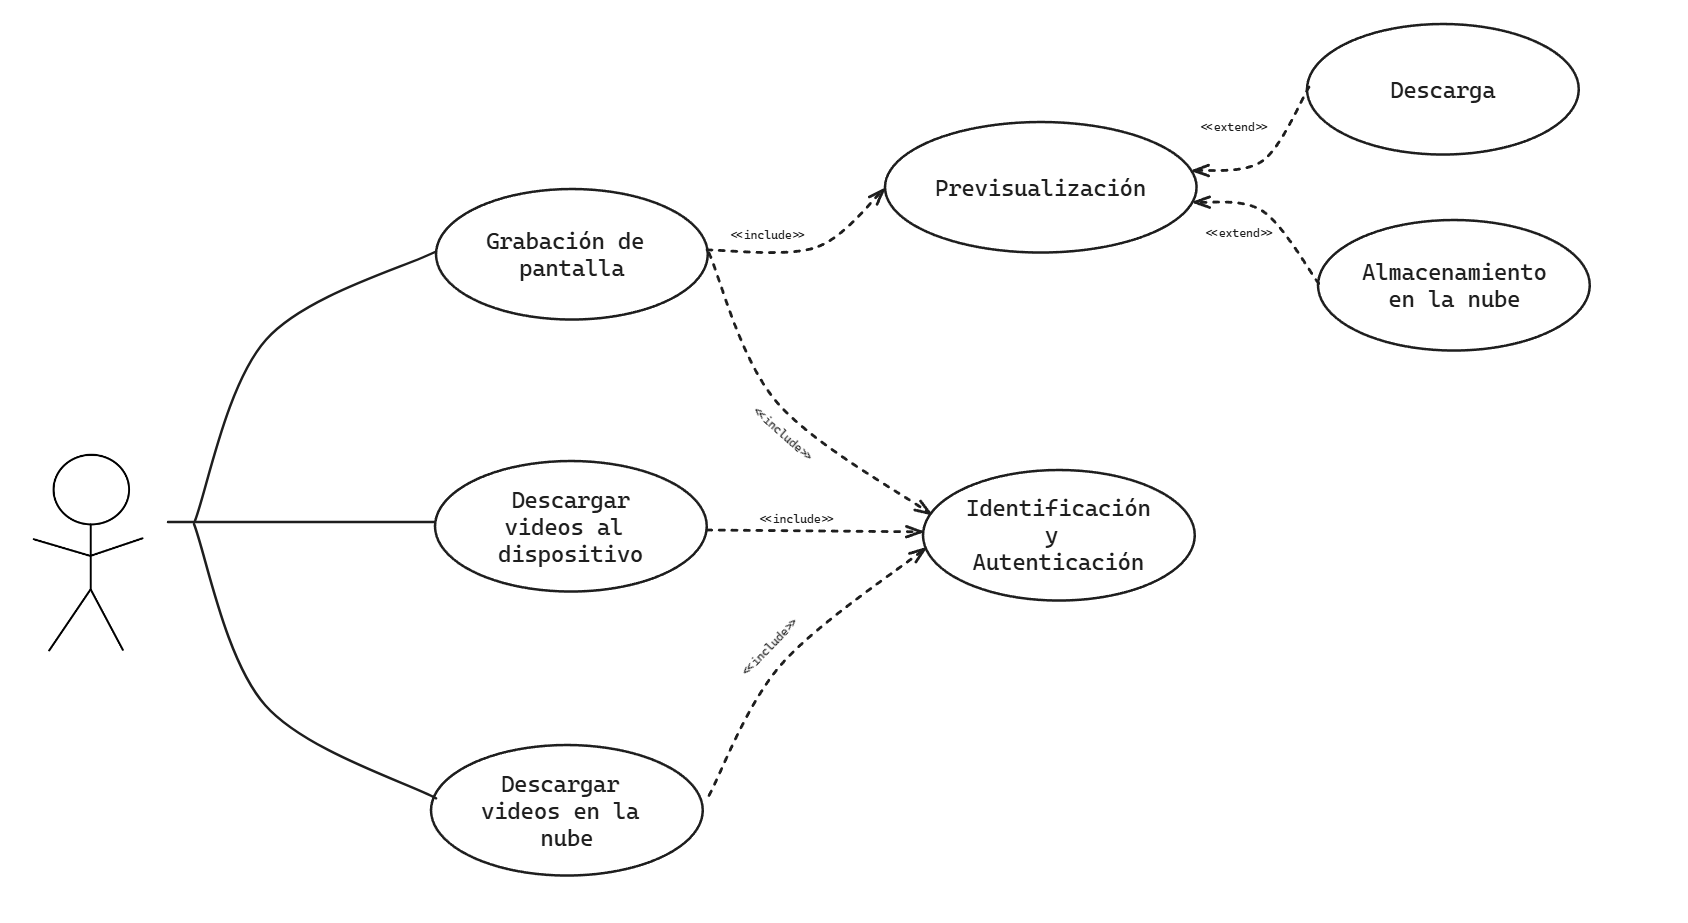 Descarga
<<extend>>
Previsualización
Grabación de
pantalla
<<include>>
<<extend>>
Almacenamiento
en la nube
<<include>>
Descargar
videos al
dispositivo
<<include>>
Identificación
y
Autenticación
<<include>>
Descargar
videos en la
nube